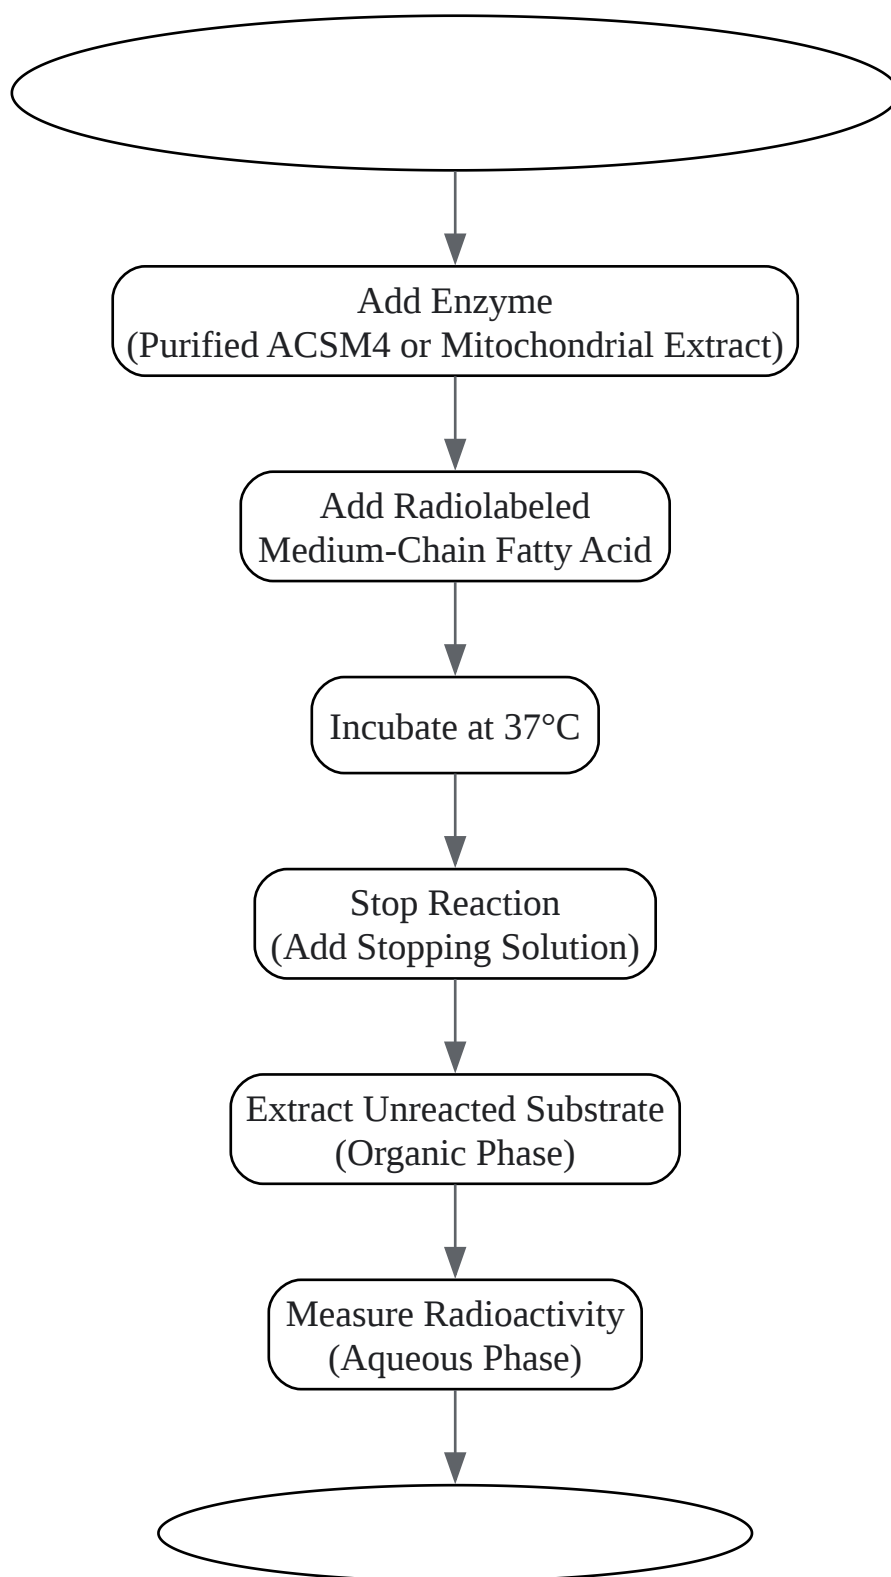 Add Enzyme
(Purified ACSM4 or Mitochondrial Extract)
Add Radiolabeled
Medium-Chain Fatty Acid
Incubate at 37°C
Stop Reaction
(Add Stopping Solution)
Extract Unreacted Substrate
(Organic Phase)
Measure Radioactivity
(Aqueous Phase)